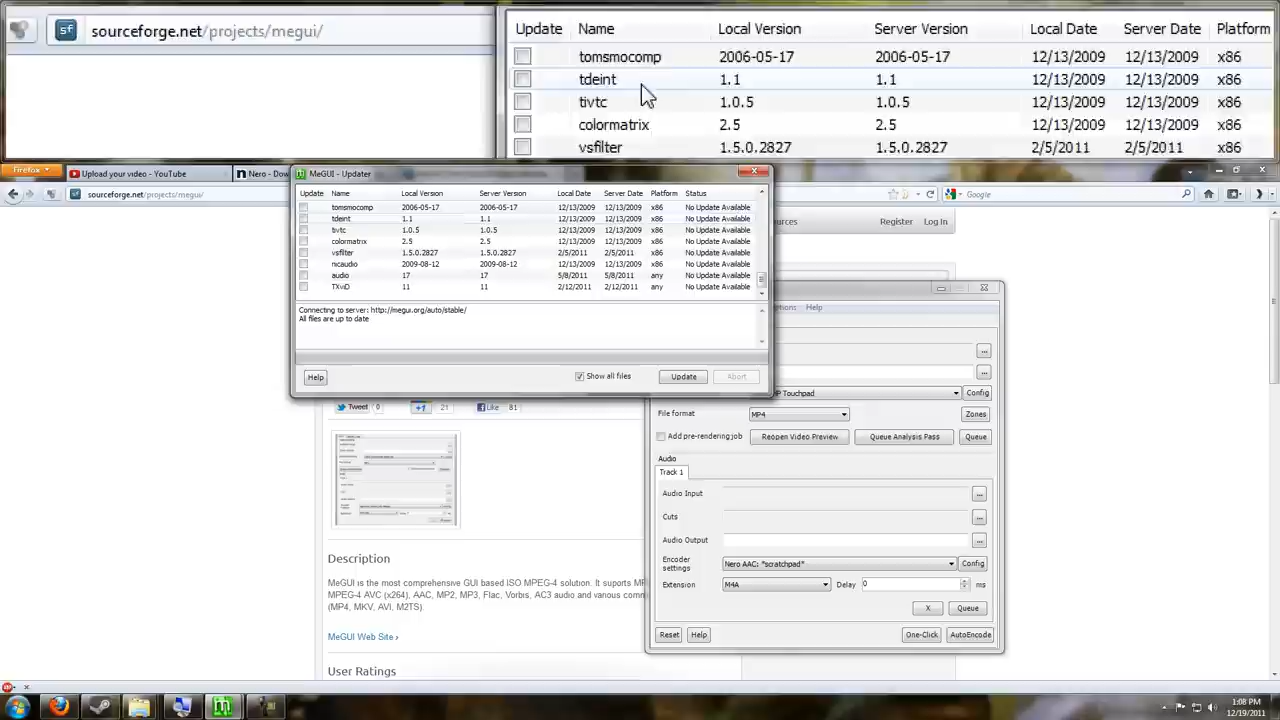 sourceforge.net/projects/megui/
Update Name Local Version Server Version Local Date Server Date Platform
tomsmocomp 2006-05-17 2006-05-17 12/13/2009 12/13/2009 x86
tdeint 1.1 1.1 12/13/2009 12/13/2009 x86
tivtc 1.0.5 1.0.5 12/13/2009 12/13/2009 x86
colormatrix 2.5 2.5 12/13/2009 12/13/2009 x86
vsfilter 1.5.0.2827 1.5.0.2827 2/5/2011 2/5/2011 x86
Firefox
Upload your video - YouTube
Nero - Dow
sourceforge.net/projects/megui/
Google
Register Log In
MeGUI - Updater
Update Name Local Version Server Version Local Date Server Date Platform Status
tomsmocomp 2006-05-17 2006-05-17 12/13/2009 12/13/2009 x86 No Update Available
tdeint 1.1 1.1 12/13/2009 12/13/2009 x86 No Update Available
tivtc 1.0.5 1.0.5 12/13/2009 12/13/2009 x86 No Update Available
colormatrix 2.5 2.5 12/13/2009 12/13/2009 x86 No Update Available
vsfilter 1.5.0.2827 1.5.0.2827 2/5/2011 2/5/2011 x86 No Update Available
nicaudio 2009-08-12 2009-08-12 12/13/2009 12/13/2009 x86 No Update Available
audio 17 17 5/8/2011 5/8/2011 any No Update Available
TXviD 11 11 2/12/2011 2/12/2011 any No Update Available
Connecting to server: http://megui.org/auto/stable/
All files are up to date
Help Show all files Update Abort
Help
P Touchpad Config
File format MP4 Zones
Add pre-rendering job Reopen Video Preview Queue Analysis Pass Queue
Audio
Track 1
Audio Input
Cuts
Audio Output
Encoder settings Nero AAC: *scratchpad* Config
Extension M4A Delay 0 ms
X Queue
Reset Help One-Click AutoEncode
Tweet 0 +1 21 Like 81
Description
MeGUI is the most comprehensive GUI based ISO MPEG-4 solution. It suports MP
MPEG-4 AVC (x264), AAC, MP2, MP3, Flac, Vorbis, AC3 audio and various comm
(MP4, MKV, AVI, M2TS).
MeGUI Web Site ›
User Ratings
1:08 PM
12/19/2011